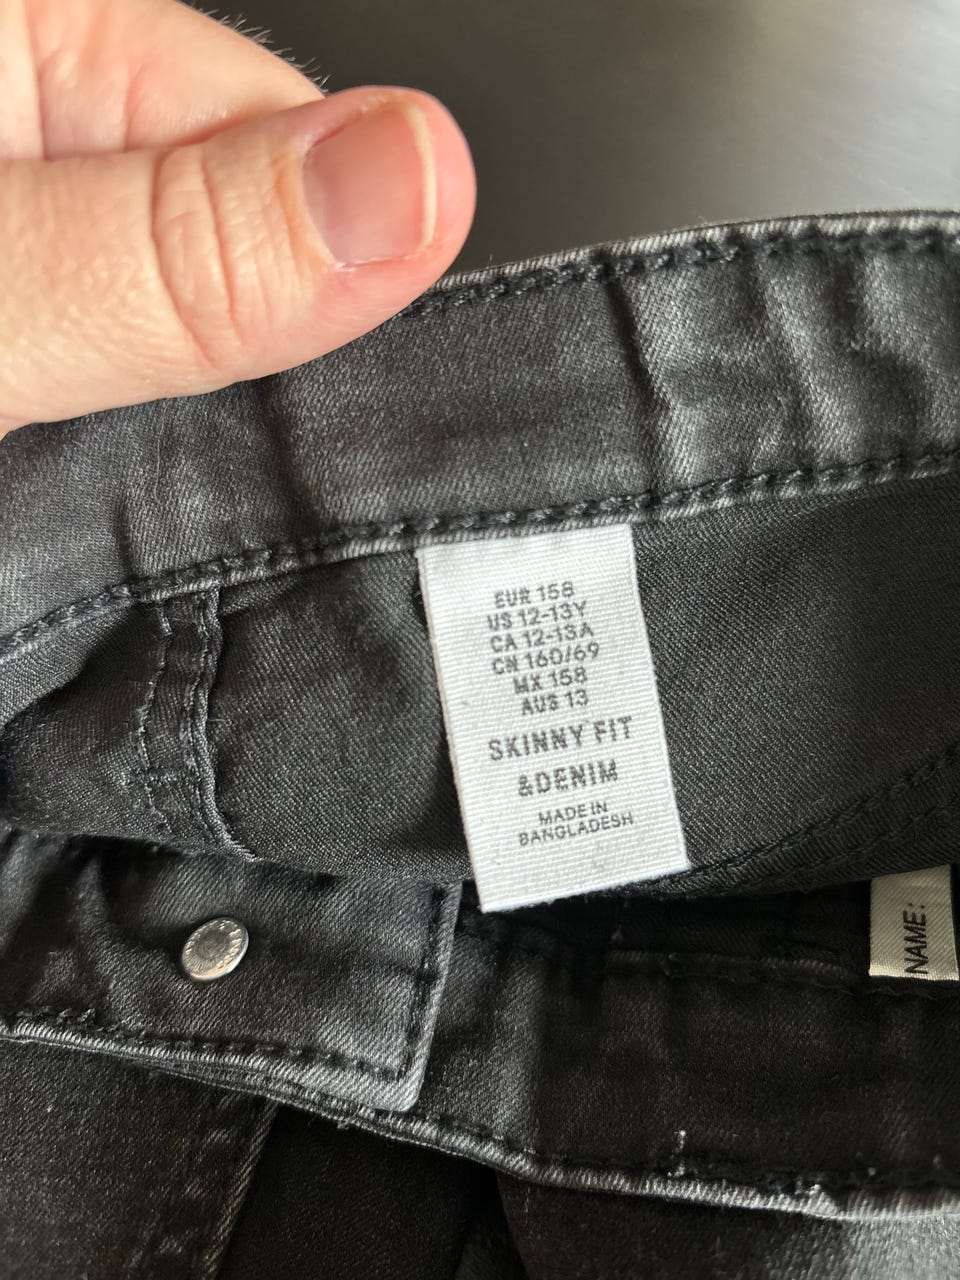 EUR 158
US 12-13Y
CA 12-13A
CN 160/69
MX 158
AUS 13
SKINNY FIT
&DENIM
MADE IN
BANGLADESH
NAME: